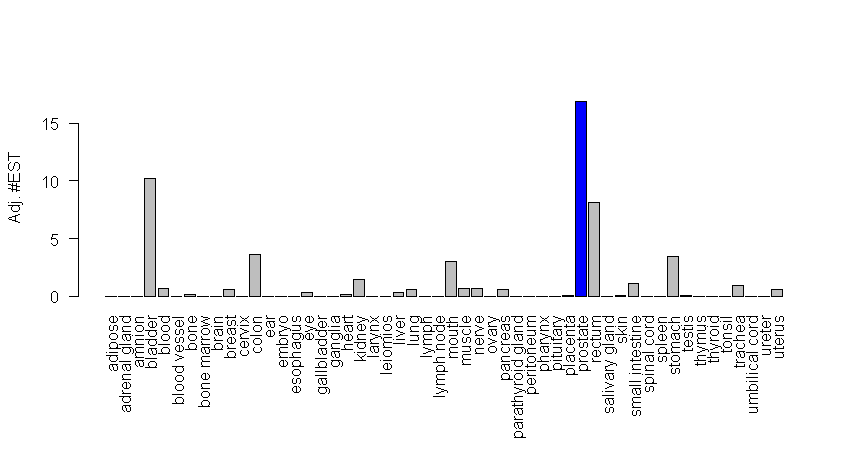 Adj. #EST
15
10
5
0
adipose
adrenal gland
amnion
bladder
blood
blood vessel
bone
bone marrow
brain
breast
cervix
colon
ear
embryo
esophagus
eye
gallbladder
ganglia
heart
kidney
larynx
leiomios
liver
lung
lymph
lymph node
mouth
muscle
nerve
ovary
pancreas
parathyroid gland
peritoneum
pharynx
pituitary
placenta
prostate
rectum
salivary gland
skin
small intestine
spinal cord
spleen
stomach
testis
thymus
thyroid
tonsil
trachea
umbilical cord
ureter
uterus